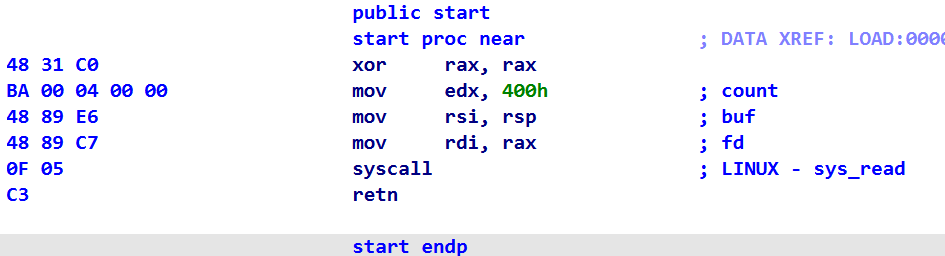 public start
start proc near ; DATA XREF: LOAD:0000
48 31 C0 xor rax, rax
BA 00 04 00 00 mov edx, 400h ; count
48 89 E6 mov rsi, rsp ; buf
48 89 C7 mov rdi, rax ; fd
0F 05 syscall ; LINUX - sys_read
C3 retn
start endp